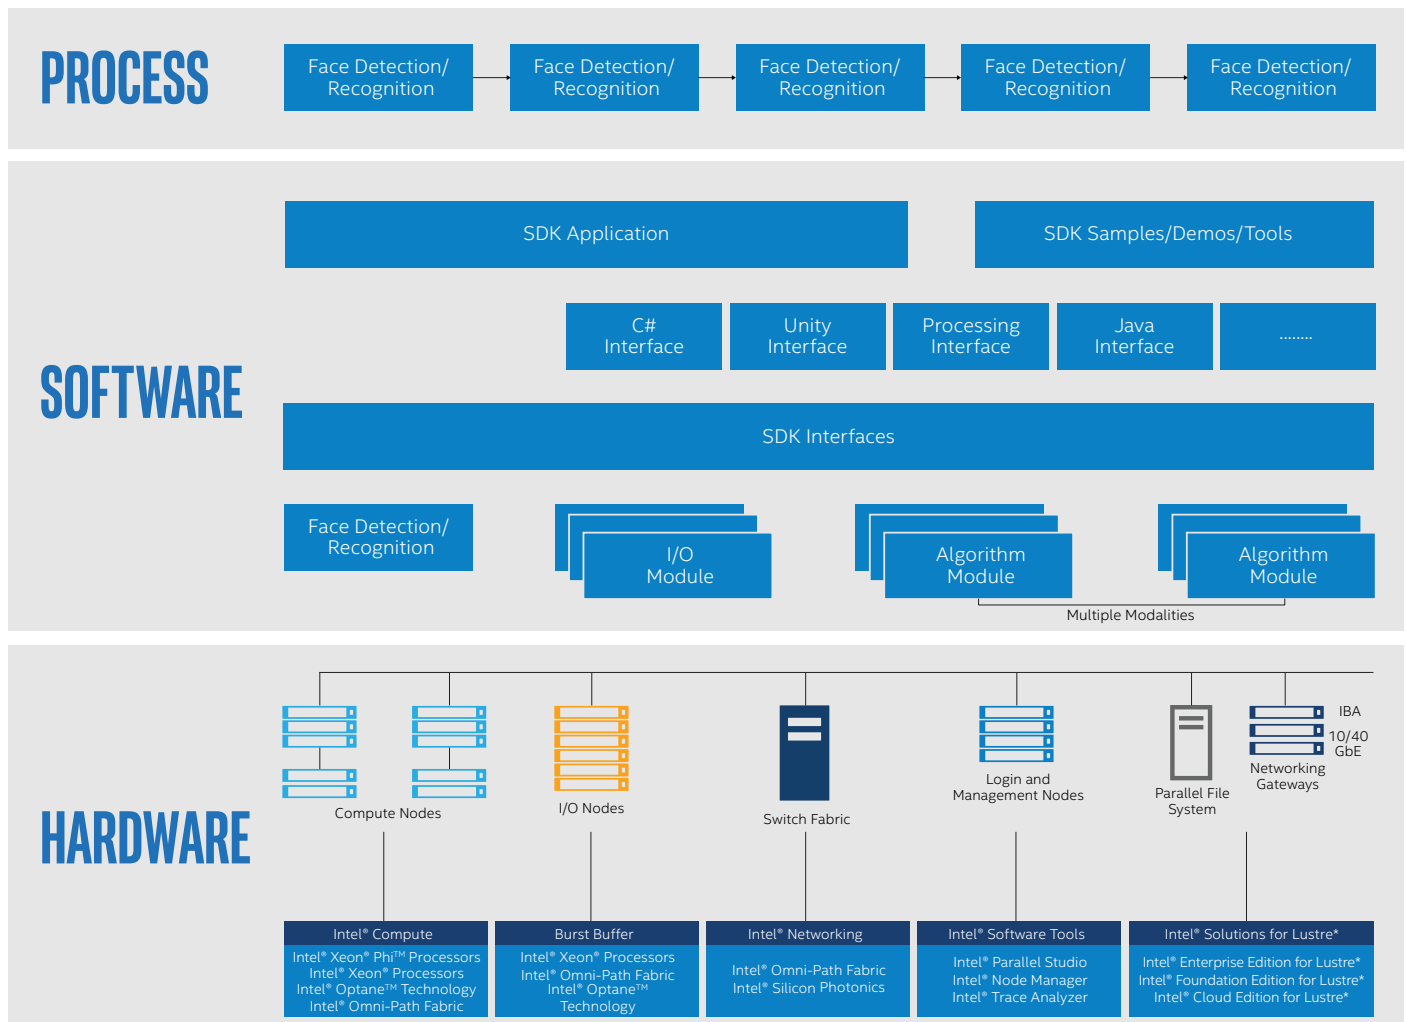 PROCESS
Face Detection/
Recognition
Face Detection/
Recognition
Face Detection/
Recognition
Face Detection/
Recognition
Face Detection/
Recognition
SOFTWARE
SDK Application
SDK Samples/Demos/Tools
C#
Interface
Unity
Interface
Processing
Interface
Java
Interface
........
SDK Interfaces
Face Detection/
Recognition
I/O
Module
Algorithm
Module
Algorithm
Module
Multiple Modalities
HARDWARE
Compute Nodes
I/O Nodes
Switch Fabric
Login and
Management Nodes
Parallel File
System
IBA
10/40
GbE
Networking
Gateways
Intel® Compute
Intel® Xeon® Phi™ Processors
Intel® Xeon® Processors
Intel® Optane™ Technology
Intel® Omni-Path Fabric
Burst Buffer
Intel® Xeon® Processors
Intel® Omni-Path Fabric
Intel® Optane™
Technology
Intel® Networking
Intel® Omni-Path Fabric
Intel® Silicon Photonics
Intel® Software Tools
Intel® Parallel Studio
Intel® Node Manager
Intel® Trace Analyzer
Intel® Solutions for Lustre*
Intel® Enterprise Edition for Lustre*
Intel® Foundation Edition for Lustre*
Intel® Cloud Edition for Lustre*